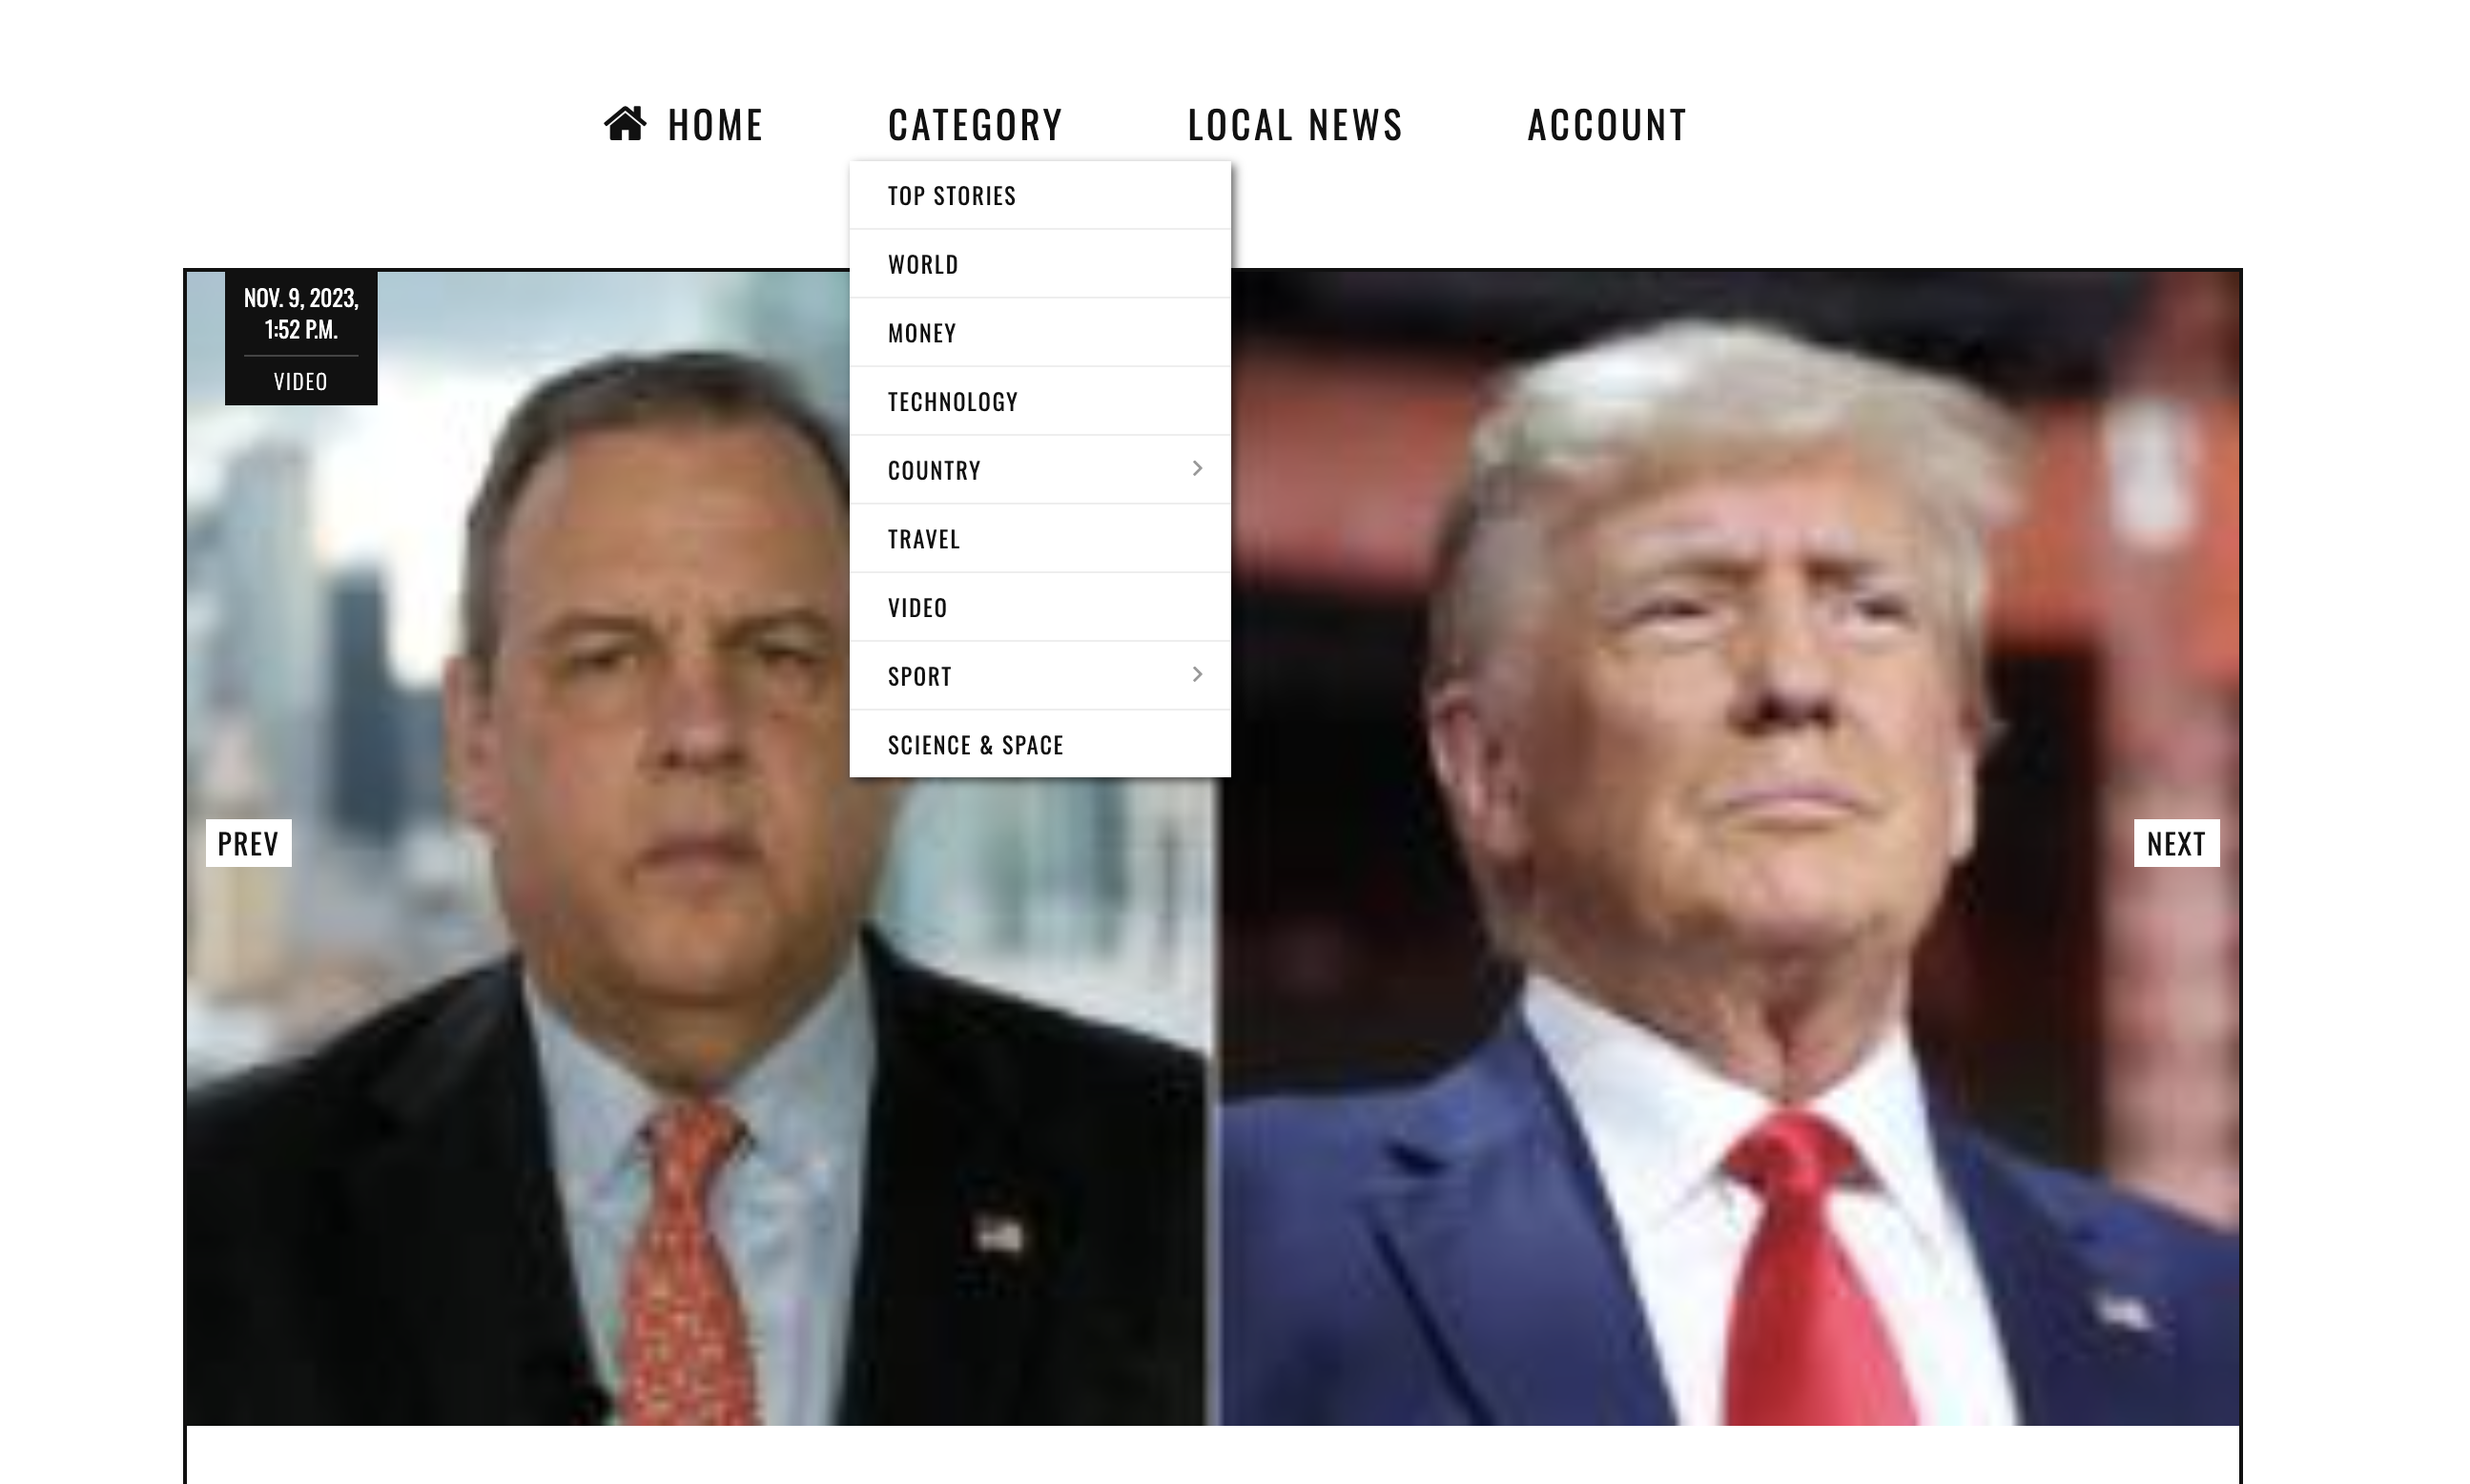 HOME
CATEGORY
LOCAL NEWS
ACCOUNT
TOP STORIES
WORLD
MONEY
TECHNOLOGY
COUNTRY
TRAVEL
VIDEO
SPORT
SCIENCE & SPACE
NOV. 9, 2023,
1:52 P.M.
VIDEO
PREV
NEXT